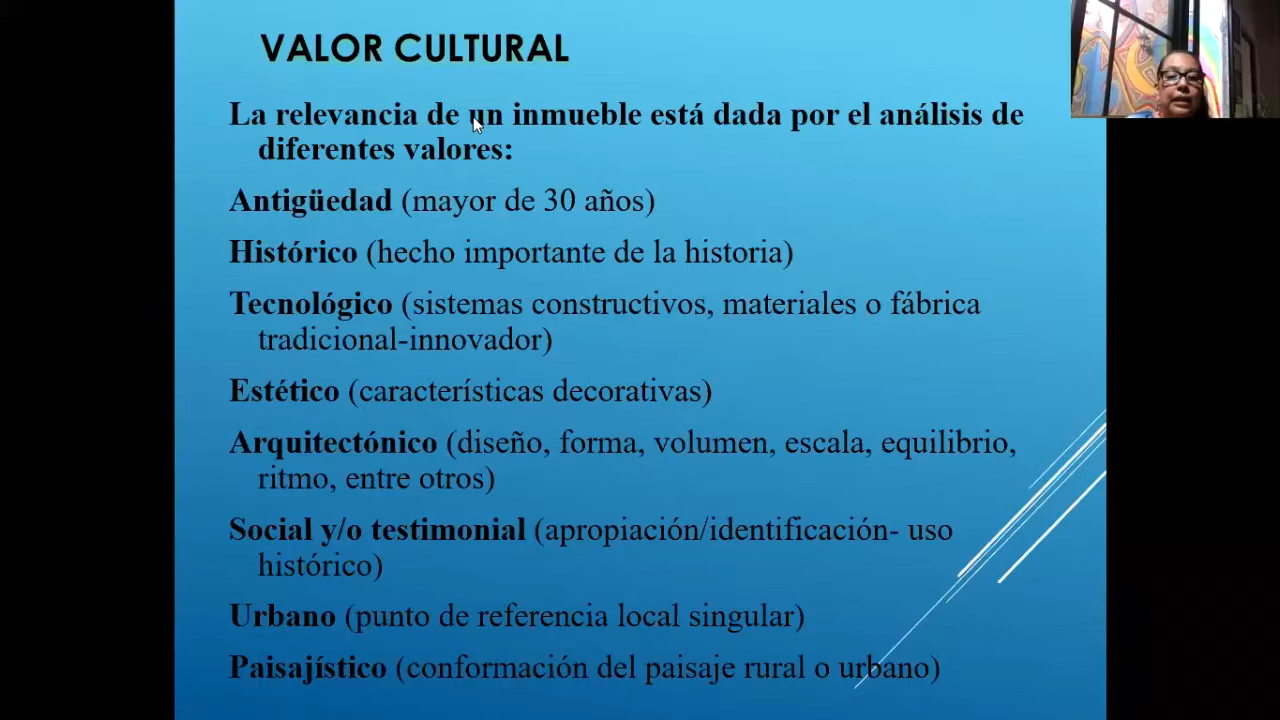 VALOR CULTURAL
La relevancia de un inmueble está dada por el análisis de
diferentes valores:
Antigüedad (mayor de 30 años)
Histórico (hecho importante de la historia)
Tecnológico (sistemas constructivos, materiales o fábrica
tradicional-innovador)
Estético (características decorativas)
Arquitectónico (diseño, forma, volumen, escala, equilibrio,
ritmo, entre otros)
Social y/o testimonial (apropiación/identificación- uso
histórico)
Urbano (punto de referencia local singular)
Paisajístico (conformación del paisaje rural o urbano)